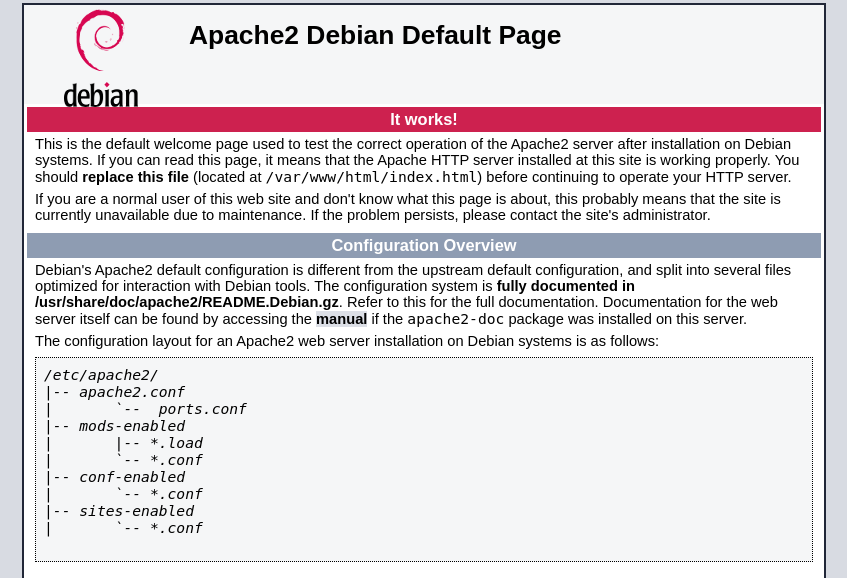 debian
Apache2 Debian Default Page
It works!
This is the default welcome page used to test the correct operation of the Apache2 server after installation on Debian
systems. If you can read this page, it means that the Apache HTTP server installed at this site is working properly. You
should replace this file (located at /var/www/html/index.html) before continuing to operate your HTTP server.
If you are a normal user of this web site and don't know what this page is about, this probably means that the site is
currently unavailable due to maintenance. If the problem persists, please contact the site's administrator.
Configuration Overview
Debian's Apache2 default configuration is different from the upstream default configuration, and split into several files
optimized for interaction with Debian tools. The configuration system is fully documented in
/usr/share/doc/apache2/README.Debian.gz. Refer to this for the full documentation. Documentation for the web
server itself can be found by accessing the manual if the apache2-doc package was installed on this server.
The configuration layout for an Apache2 web server installation on Debian systems is as follows:
/etc/apache2/
|-- apache2.conf
|       `--  ports.conf
|-- mods-enabled
|       |-- *.load
|       `-- *.conf
|-- conf-enabled
|       `-- *.conf
|-- sites-enabled
|       `-- *.conf